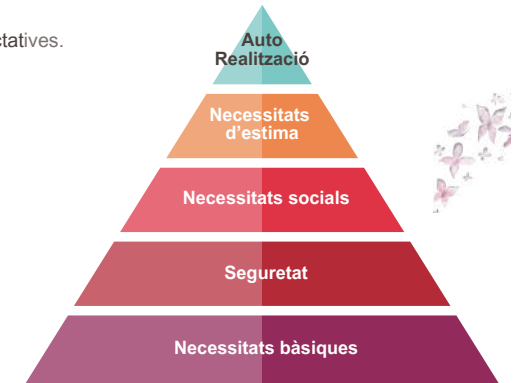 ctatives.
Auto
Realització
Necessitats
d'estima
Necessitats socials
Seguretat
Necessitats bàsiques